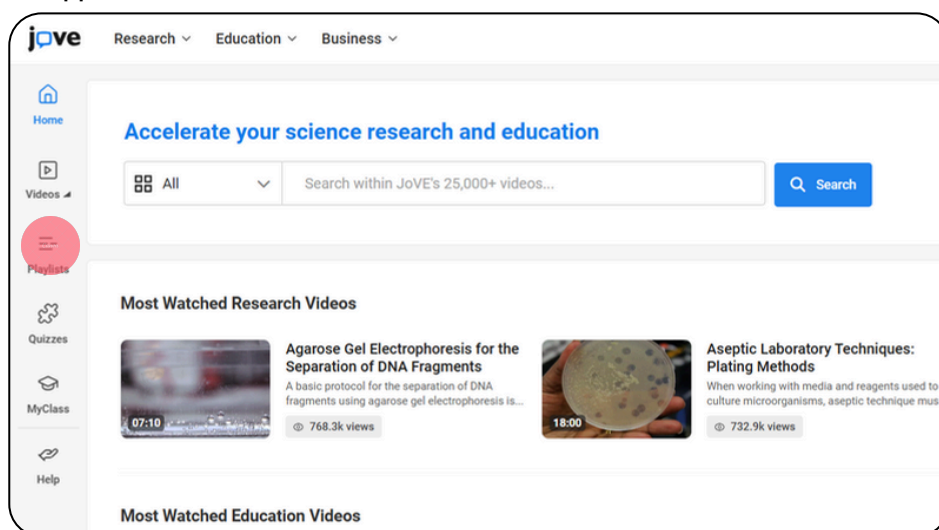 jove
Research
Education
Business
Home
Videos
Playlists
Quizzes
MyClass
Help
Accelerate your science research and education
All
Search within JoVE's 25,000+ videos...
Search
Most Watched Research Videos
07:10
Agarose Gel Electrophoresis for the
Separation of DNA Fragments
A basic protocol for the separation of DNA
fragments using agarose gel electrophoresis is...
768.3k views
18:00
Aseptic Laboratory Techniques:
Plating Methods
When working with media and reagents used to
culture microorganisms, aseptic technique mus
732.9k views
Most Watched Education Videos